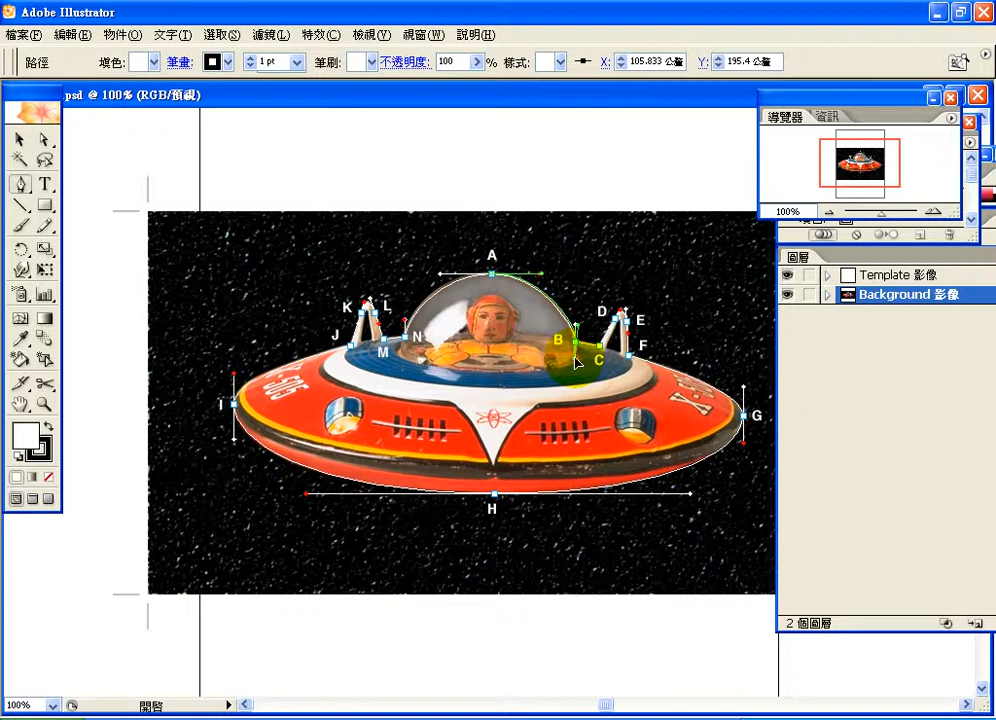 Adobe Illustrator
檔案(F) 編輯(E) 物件(O) 文字(T) 選取(S) 濾鏡(L) 特效(C) 檢視(V) 視窗(W) 說明(H)
路徑 填色: 筆畫: 1 pt 筆刷: 不透明度: 100 % 樣式: X: 105.833 公釐 Y: 195.4 公釐
psd @ 100% (RGB/預視)
導覽器 資訊
100%
圖層
Template 影像
Background 影像
A
K L D E
J N B F
M C
I G
X-505
H
2 個圖層
100% 開啓